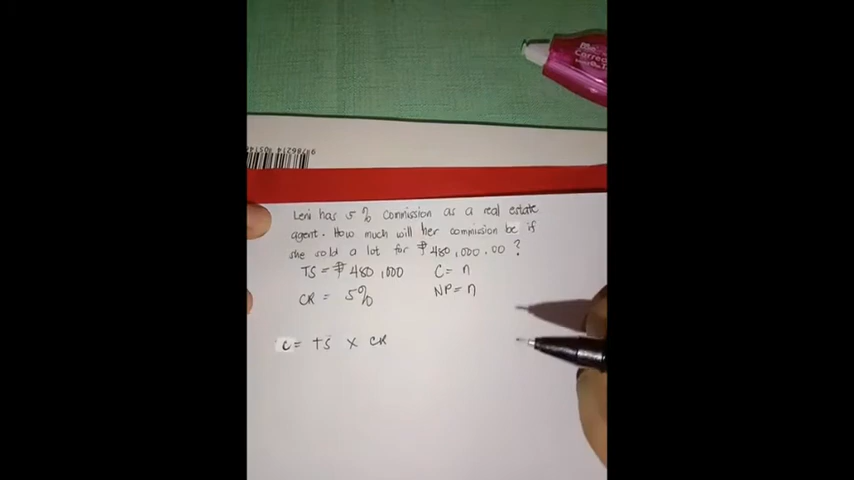 Leni has 5% commission as a real estate
agent. How much will her commission be if
she sold a lot for ₱480,000.00?
TS = ₱480,000 C = n
CR = 5% NP = n
C = TS x CR